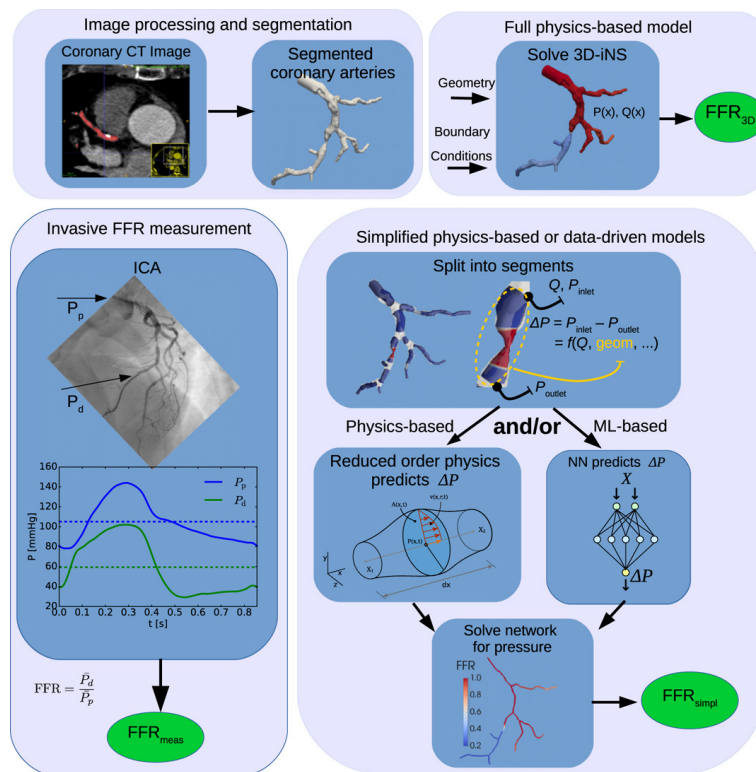 Image processing and segmentation
Coronary CT Image
Segmented
coronary arteries
Full physics-based model
Solve 3D-iNS
Geometry
P(x), Q(x)
Boundary
Conditions
FFR3D
Invasive FFR measurement
ICA
Pp
Pd
160
140
120
100
80
60
40
20
0
P [mmHg]
Pp
Pd
0.0 0.1 0.2 0.3 0.4 0.5 0.6 0.7 0.8
t [s]
FFR = P̄d / P̄p
FFRmeas
Simplified physics-based or data-driven models
Split into segments
Q, Pinlet
ΔP = Pinlet − Poutlet
= f(Q, geom, ...)
Poutlet
Physics-based
and/or
ML-based
Reduced order physics
predicts ΔP
A(x,t)
v(x,r,t)
P(x,t)
X1
X2
y
x
z
dx
NN predicts ΔP
X
ΔP
Solve network
for pressure
FFR
1.0
0.8
0.6
0.4
0.2
FFRsimpl